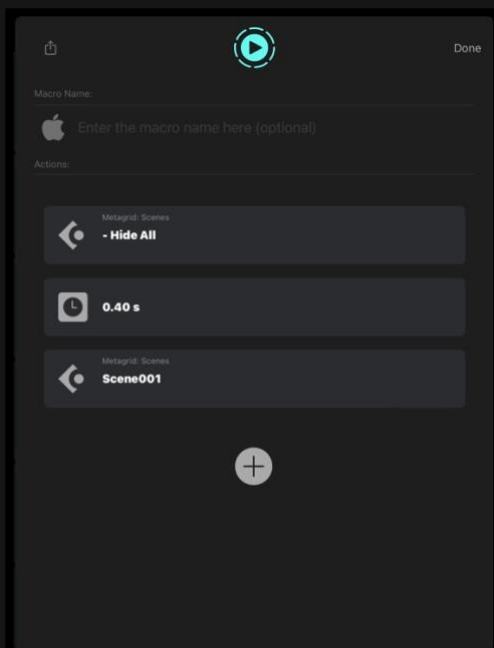 Done
Macro Name:
Enter the macro name here (optional)
Actions:
Metagrid: Scenes
- Hide All
0.40 s
Metagrid: Scenes
Scene001